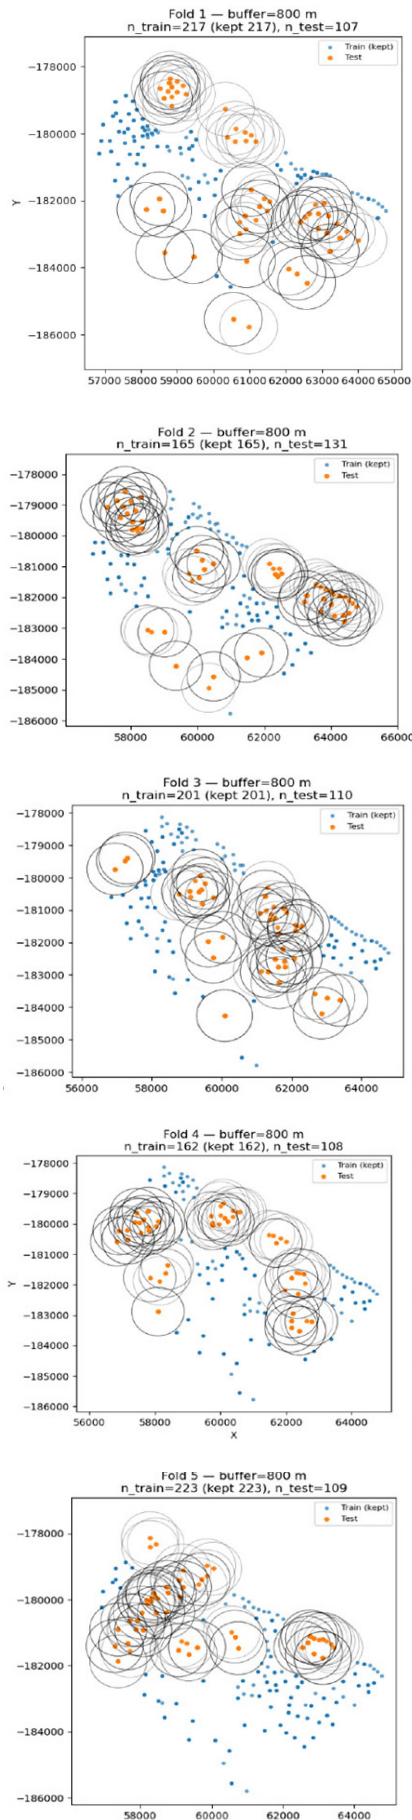 Fold 1 — buffer=800 m
n_train=217 (kept 217), n_test=107
Train (kept)
Test
−178000
−180000
−182000
−184000
−186000
Y
57000 58000 59000 60000 61000 62000 63000 64000 65000
Fold 2 — buffer=800 m
n_train=165 (kept 165), n_test=131
Train (kept)
Test
−178000
−179000
−180000
−181000
−182000
−183000
−184000
−185000
−186000
58000 60000 62000 64000 66000
Fold 3 — buffer=800 m
n_train=201 (kept 201), n_test=110
Train (kept)
Test
−178000
−179000
−180000
−181000
−182000
−183000
−184000
−185000
−186000
56000 58000 60000 62000 64000
Fold 4 — buffer=800 m
n_train=162 (kept 162), n_test=108
Train (kept)
Test
−178000
−179000
−180000
−181000
−182000
−183000
−184000
−185000
−186000
Y
56000 58000 60000 62000 64000
X
Fold 5 — buffer=800 m
n_train=223 (kept 223), n_test=109
Train (kept)
Test
−178000
−180000
−182000
−184000
−186000
58000 60000 62000 64000